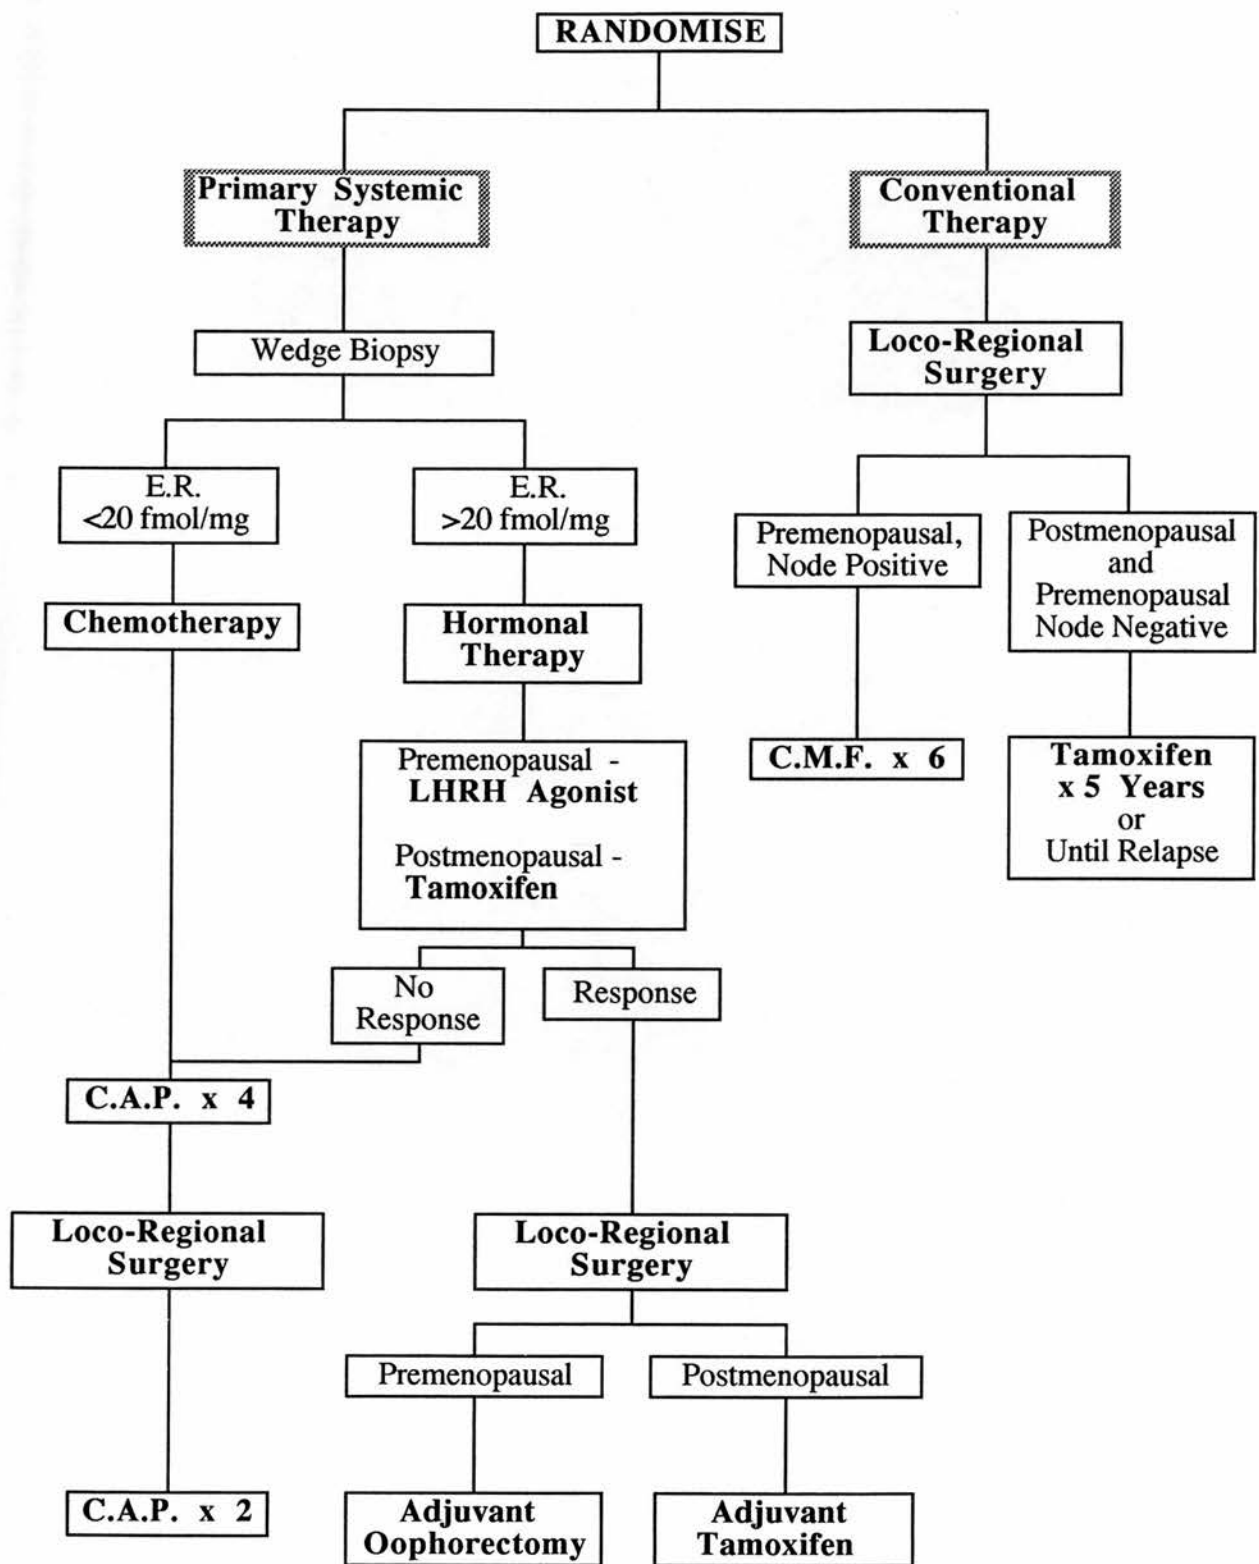 RANDOMISE
Primary Systemic
Therapy
Conventional
Therapy
Wedge Biopsy
Loco-Regional
Surgery
E.R.
<20 fmol/mg
E.R.
>20 fmol/mg
Premenopausal,
Node Positive
Postmenopausal
and
Premenopausal
Node Negative
Chemotherapy
Hormonal
Therapy
C.M.F. x 6
Tamoxifen
x 5 Years
or
Until Relapse
Premenopausal -
LHRH Agonist
Postmenopausal -
Tamoxifen
No
Response
Response
C.A.P. x 4
Loco-Regional
Surgery
Loco-Regional
Surgery
Premenopausal
Postmenopausal
C.A.P. x 2
Adjuvant
Oophorectomy
Adjuvant
Tamoxifen